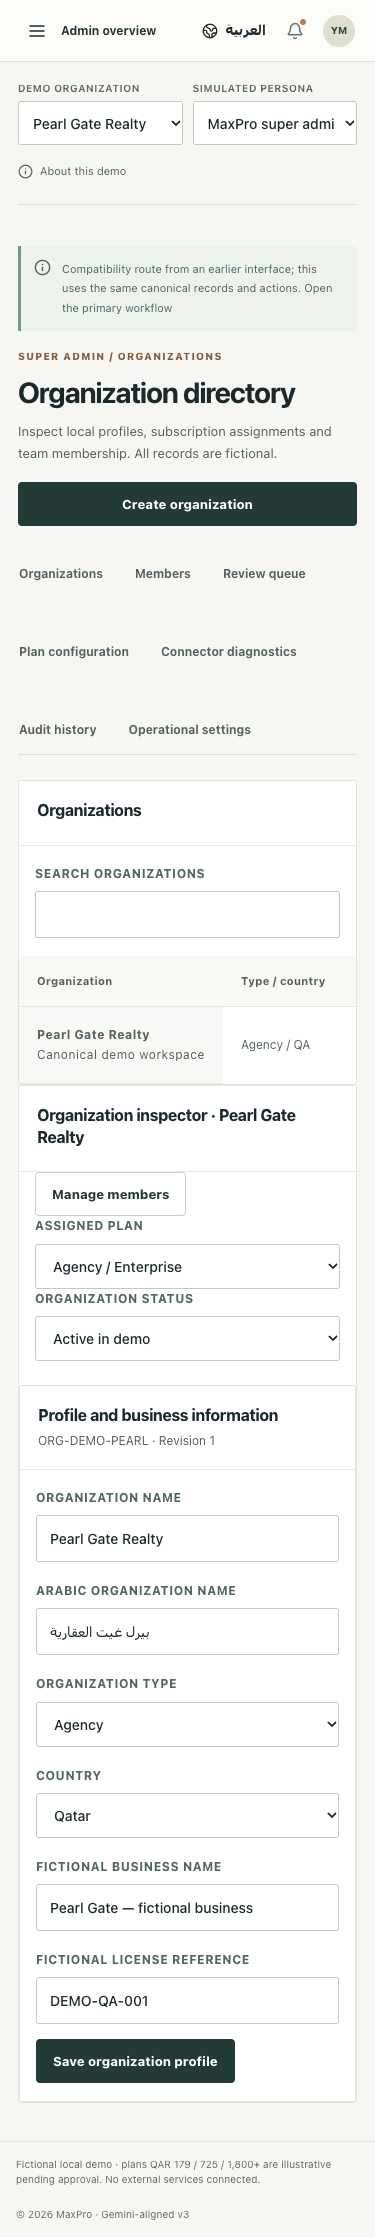 Admin overview
العربية
YM
DEMO ORGANIZATION
SIMULATED PERSONA
Pearl Gate Realty
MaxPro super admi
About this demo
Compatibility route from an earlier interface; this
uses the same canonical records and actions. Open
the primary workflow
SUPER ADMIN / ORGANIZATIONS
Organization directory
Inspect local profiles, subscription assignments and
team membership. All records are fictional.
Create organization
Organizations
Members
Review queue
Plan configuration
Connector diagnostics
Audit history
Operational settings
Organizations
SEARCH ORGANIZATIONS
Organization
Type / country
Pearl Gate Realty
Canonical demo workspace
Agency / QA
Organization inspector · Pearl Gate
Realty
Manage members
ASSIGNED PLAN
Agency / Enterprise
ORGANIZATION STATUS
Active in demo
Profile and business information
ORG-DEMO-PEARL · Revision 1
ORGANIZATION NAME
Pearl Gate Realty
ARABIC ORGANIZATION NAME
بيرل غيت العقارية
ORGANIZATION TYPE
Agency
COUNTRY
Qatar
FICTIONAL BUSINESS NAME
Pearl Gate — fictional business
FICTIONAL LICENSE REFERENCE
DEMO-QA-001
Save organization profile
Fictional local demo · plans QAR 179 / 725 / 1,800+ are illustrative
pending approval. No external services connected.
© 2026 MaxPro · Gemini-aligned v3